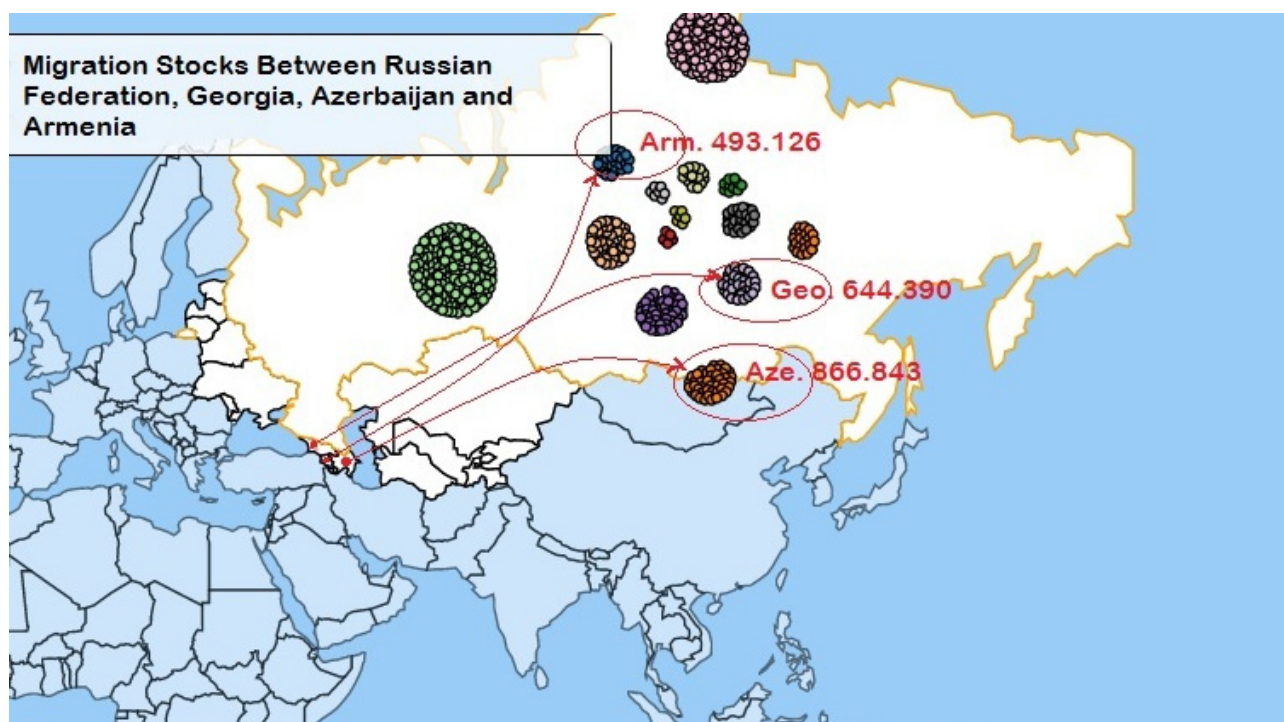 Migration Stocks Between Russian
Federation, Georgia, Azerbaijan and
Armenia
Arm. 493.126
Geo. 644.390
Aze. 866.843